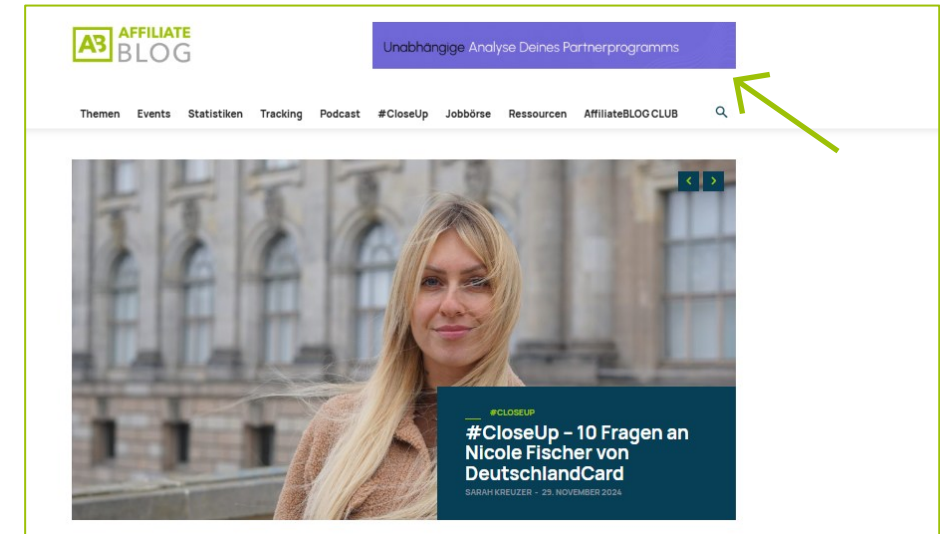 AB AFFILIATE
BLOG
Unabhängige Analyse Deines Partnerprogramms
Themen Events Statistiken Tracking Podcast #CloseUp Jobbörse Ressourcen AffiliateBLOG CLUB
#CLOSEUP
#CloseUp – 10 Fragen an
Nicole Fischer von
DeutschlandCard
SARAH KREUZER - 29. NOVEMBER 2024